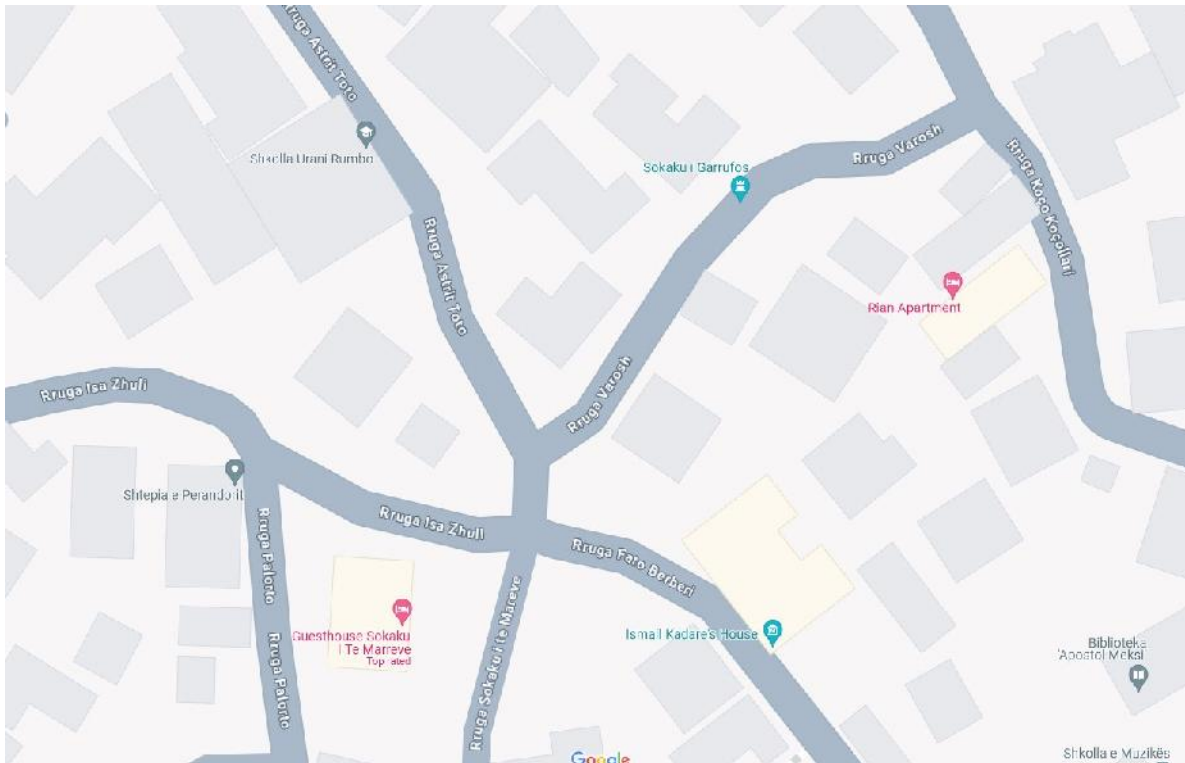 Rruga Astrit Toto
Shkolla Urani Rumbo
Sokaku i Garrufos
Rruga Varosh
Rruga Koço Koçollari
Rruga Astrit Toto
Rian Apartment
Rruga Varosh
Rruga Isa Zhuli
Shtepia e Perandorit
Rruga Isa Zhuli
Rruga Palorto
Rruga Fato Berberi
Rruga Sokaku i te Mareve
Guesthouse Sokaku
I Te Marreve
Top rated
Ismail Kadare's House
Rruga Palorto
Biblioteka
'Apostol Meksi
Google
Shkolla e Muzikës